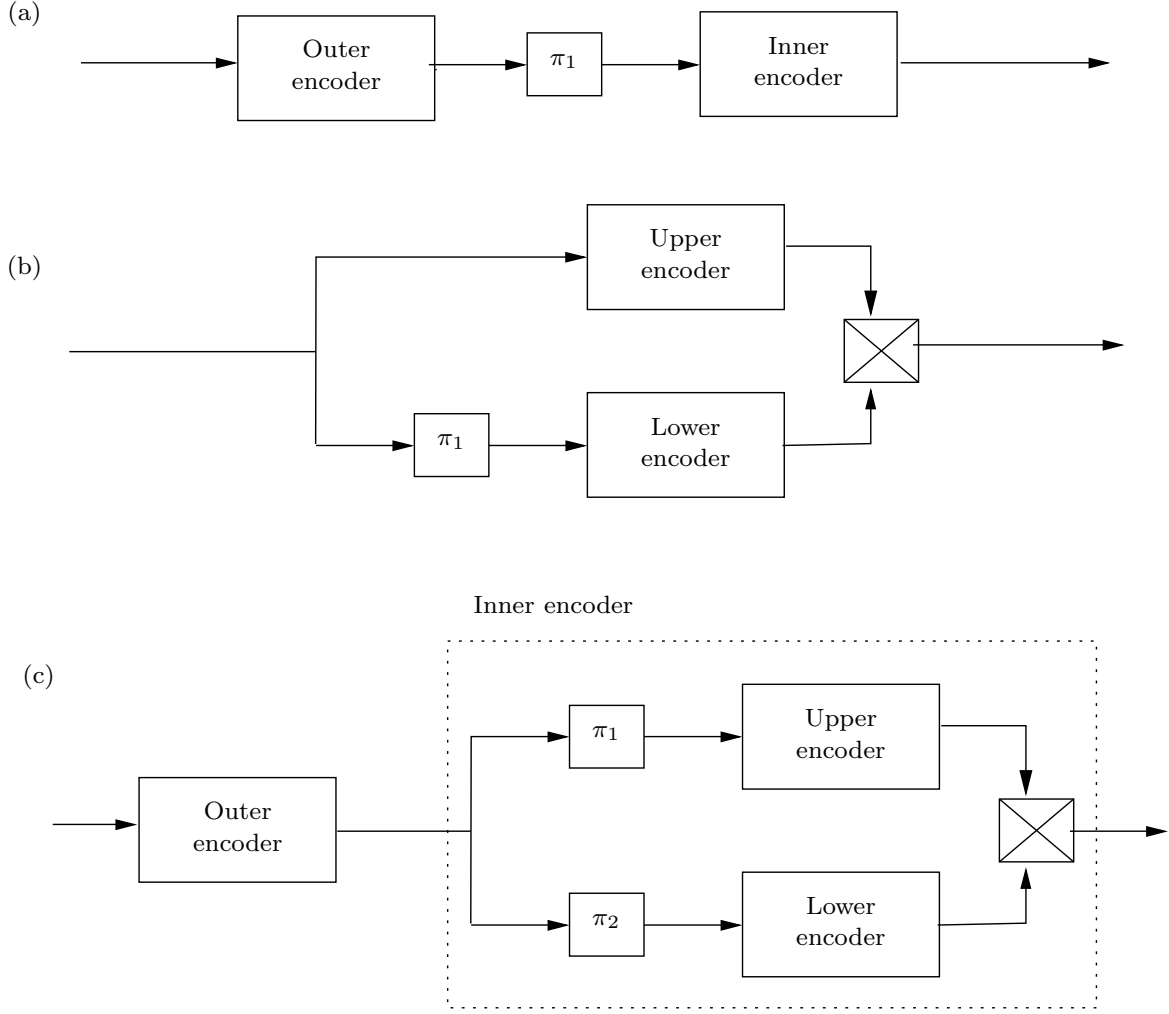 (a)
Outer
encoder
π₁
Inner
encoder
(b)
Upper
encoder
π₁
Lower
encoder
Inner encoder
(c)
π₁
Upper
encoder
Outer
encoder
π₂
Lower
encoder